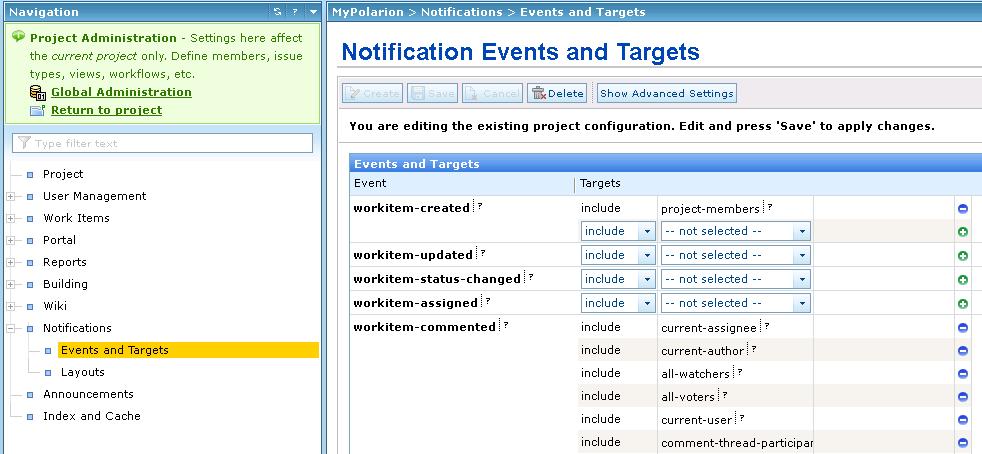 Navigation
?
Project Administration - Settings here affect
the current project only. Define members, issue
types, views, workflows, etc.
Global Administration
Return to project
Type filter text
Project
User Management
Work Items
Portal
Reports
Building
Wiki
Notifications
Events and Targets
Layouts
Announcements
Index and Cache
MyPolarion > Notifications > Events and Targets
Notification Events and Targets
Create Save Cancel Delete Show Advanced Settings
You are editing the existing project configuration. Edit and press 'Save' to apply changes.
Events and Targets
Event Targets
workitem-created ? include project-members ?
include -- not selected --
workitem-updated ? include -- not selected --
workitem-status-changed ? include -- not selected --
workitem-assigned ? include -- not selected --
workitem-commented ? include current-assignee ?
include current-author ?
include all-watchers ?
include all-voters ?
include current-user ?
include comment-thread-participar